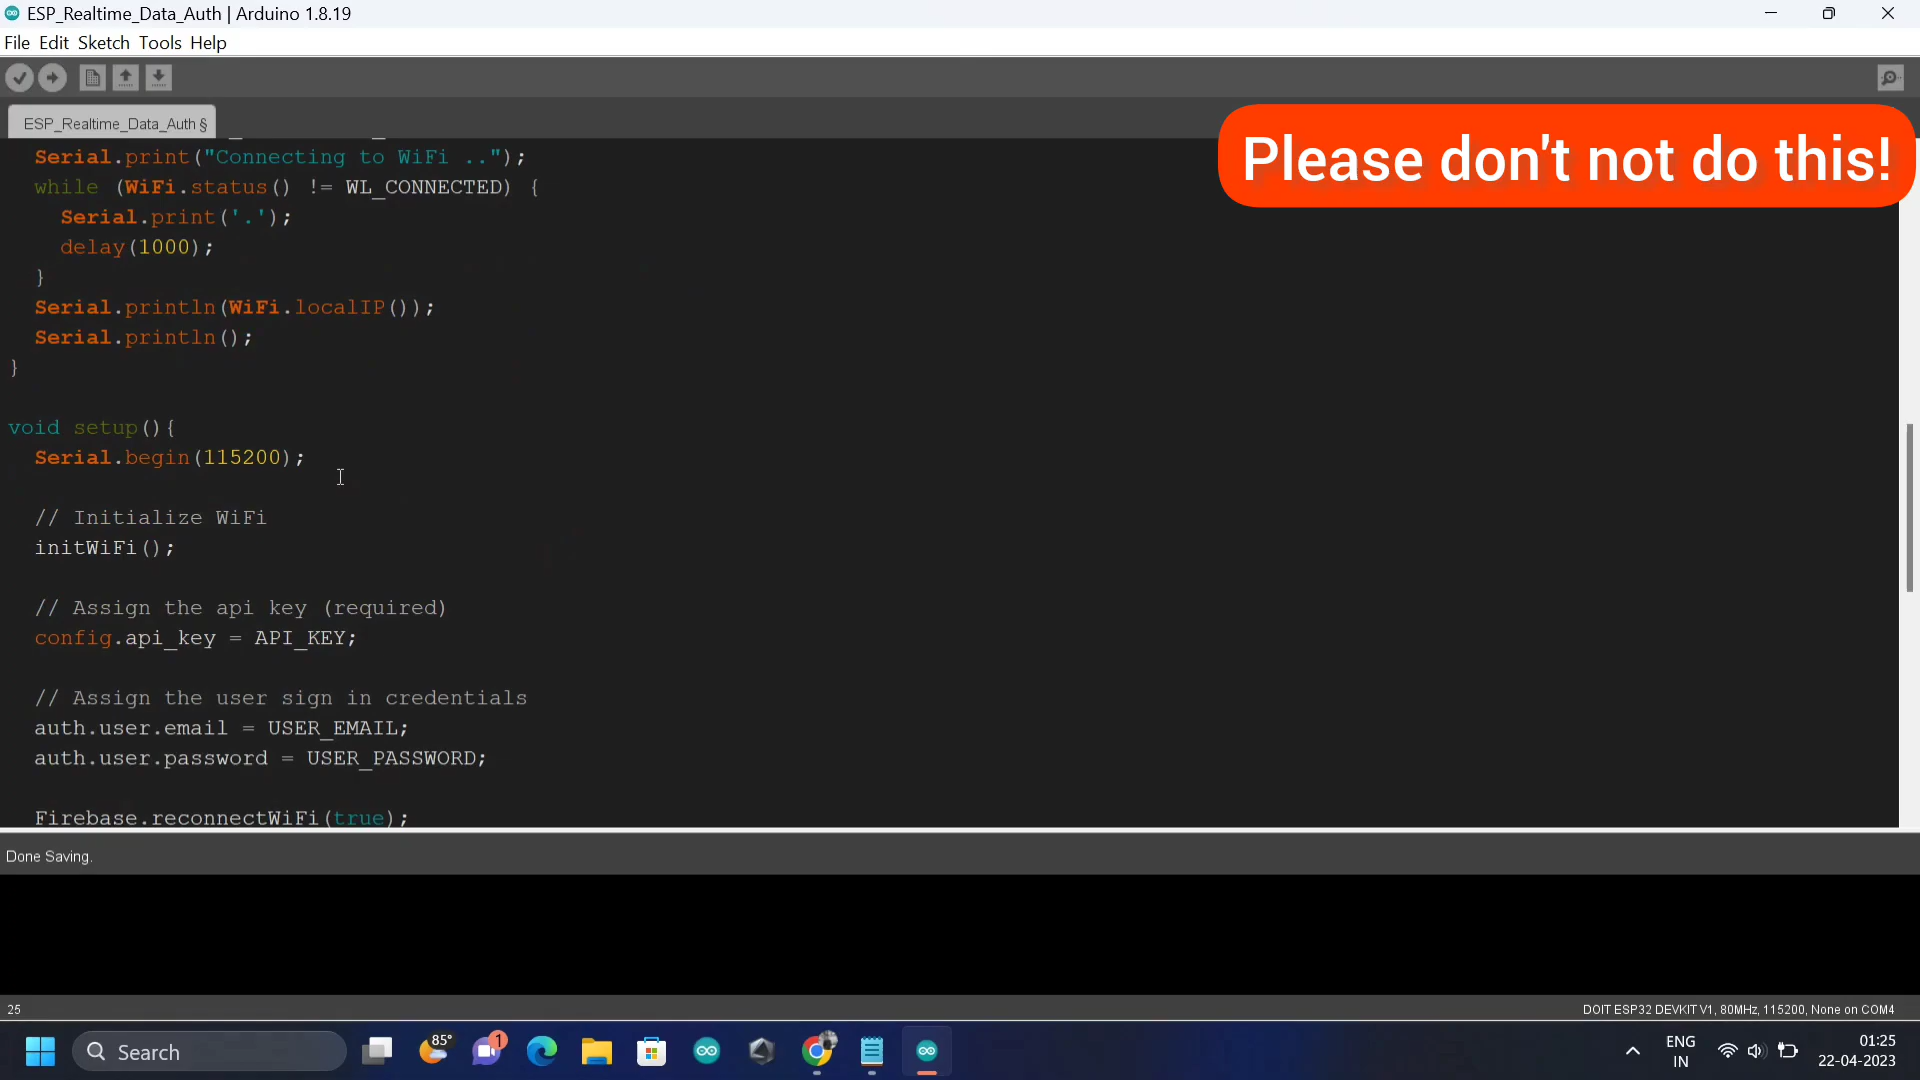 ESP_Realtime_Data_Auth | Arduino 1.8.19
File Edit Sketch Tools Help
ESP_Realtime_Data_Auth §
Please don't not do this!
Serial.print("Connecting to WiFi ..");
while (WiFi.status() != WL_CONNECTED) {
Serial.print('.');
delay(1000);
}
Serial.println(WiFi.localIP());
Serial.println();
}
void setup(){
Serial.begin(115200);
// Initialize WiFi
initWiFi();
// Assign the api key (required)
config.api_key = API_KEY;
// Assign the user sign in credentials
auth.user.email = USER_EMAIL;
auth.user.password = USER_PASSWORD;
Firebase.reconnectWiFi(true);
Done Saving.
25
DOIT ESP32 DEVKIT V1, 80MHz, 115200, None on COM4
Search
85°
1
ENG
IN
01:25
22-04-2023